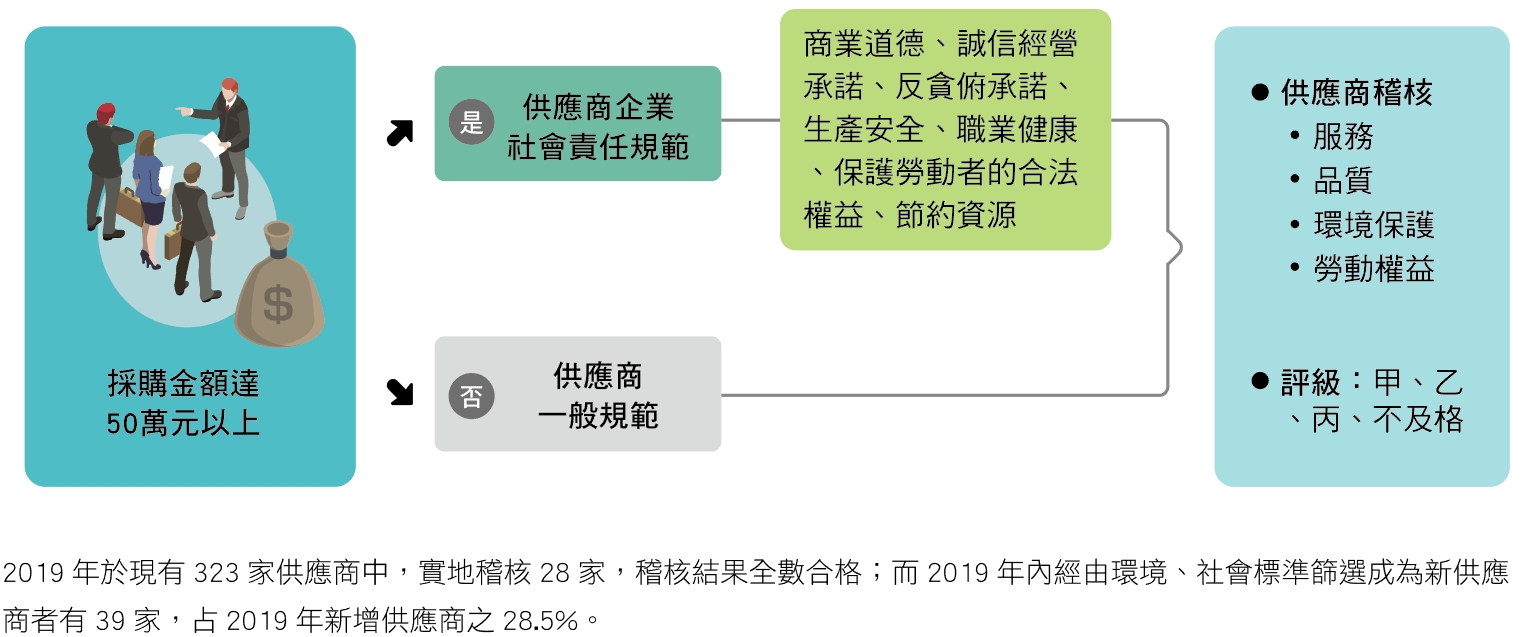 採購金額達
50萬元以上
$
是
供應商企業
社會責任規範
商業道德、誠信經營
承諾、反貪俯承諾、
生產安全、職業健康
、保護勞動者的合法
權益、節約資源
否
供應商
一般規範
● 供應商稽核
• 服務
• 品質
• 環境保護
• 勞動權益
● 評級：甲、乙
、丙、不及格
2019 年於現有 323 家供應商中，實地稽核 28 家，稽核結果全數合格；而 2019 年內經由環境、社會標準篩選成為新供應
商者有 39 家，占 2019 年新增供應商之 28.5%。